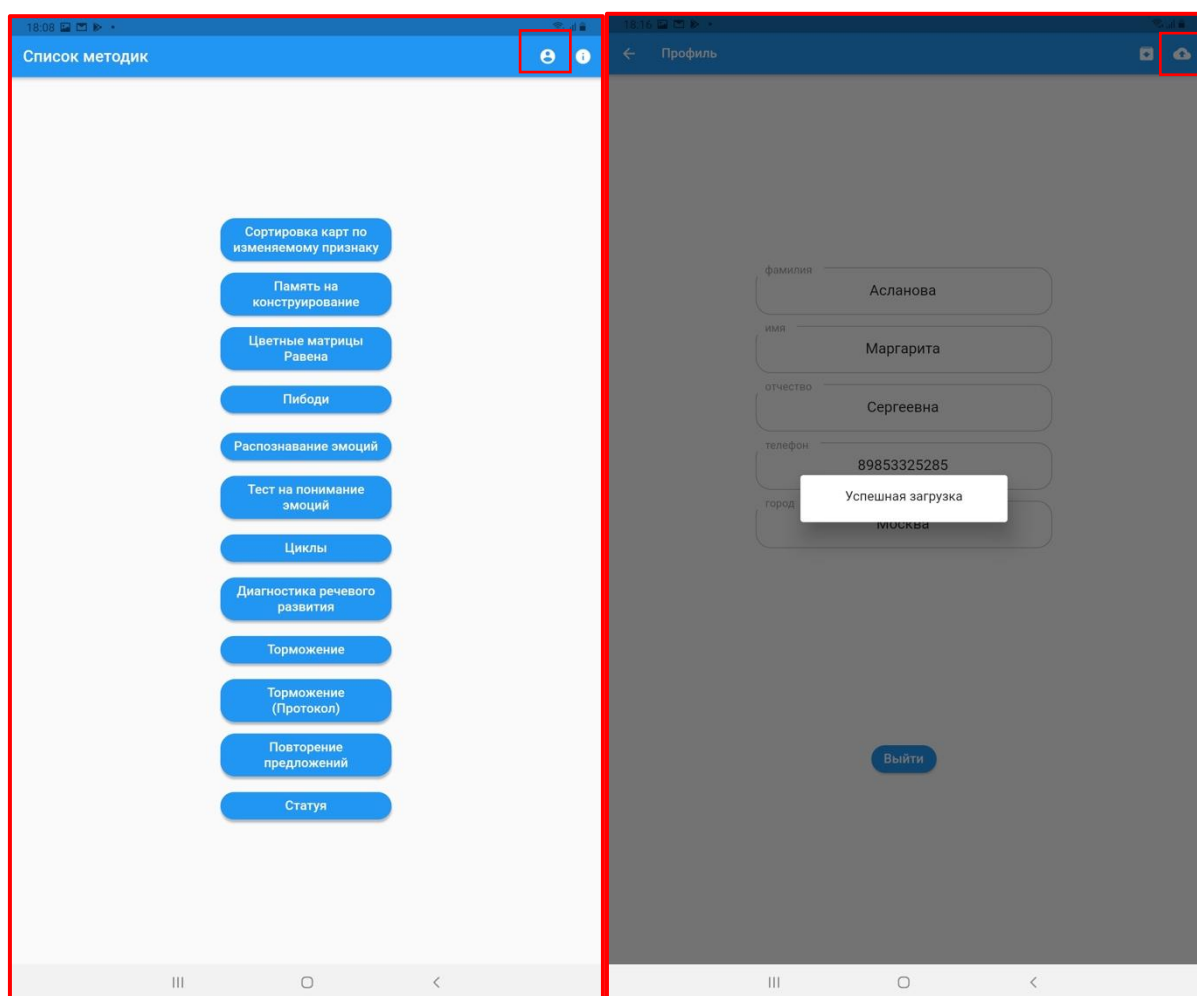 18:08
Список методик
Сортировка карт по
изменяемому признаку
Память на
конструирование
Цветные матрицы
Равена
Пибоди
Распознавание эмоций
Тест на понимание
эмоций
Циклы
Диагностика речевого
развития
Торможение
Торможение
(Протокол)
Повторение
предложений
Статуя
18:16
Профиль
фамилия
Асланова
имя
Маргарита
отчество
Сергеевна
телефон
89853325285
Успешная загрузка
город
Москва
Выйти